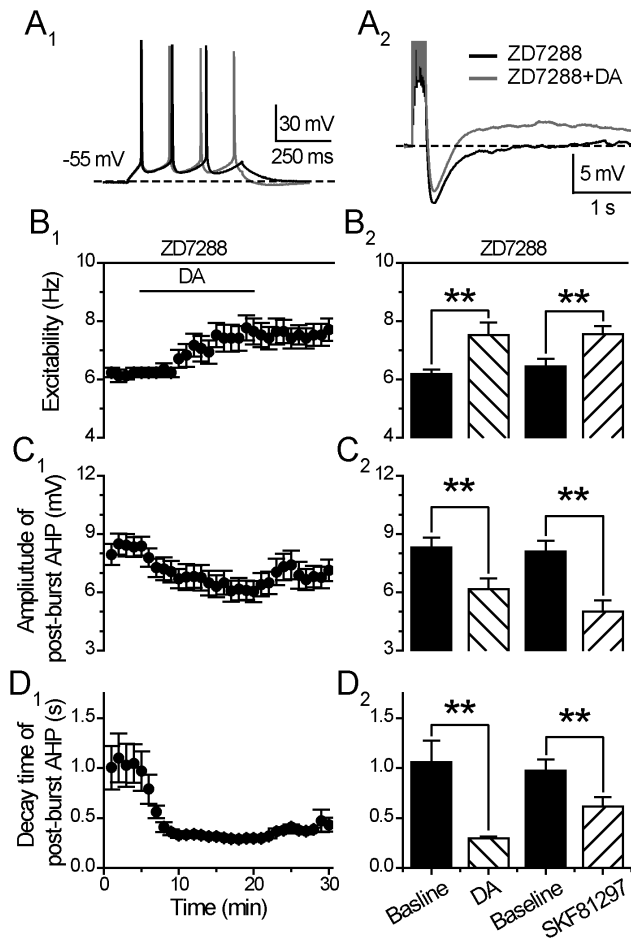 A1
A2
ZD7288
ZD7288+DA
30 mV
250 ms
-55 mV
5 mV
1 s
B1
B2
ZD7288
DA
ZD7288
Excitability (Hz)
10
8
6
4
10
8
6
4
**
**
C1
C2
Ampliutude of
post-burst AHP (mV)
12
9
6
3
12
9
6
3
**
**
D1
D2
Decay time of
post-burst AHP (s)
1.5
1.0
0.5
0.0
0
10
20
30
Time (min)
1.5
1.0
0.5
0.0
**
**
Basline
DA
Baseline
SKF81297